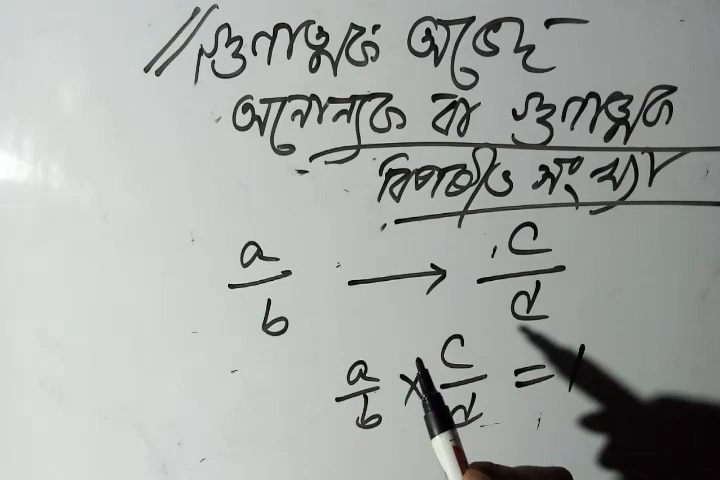 // গুণাত্মক অভেদ
অনোন্যক বা গুণাত্মক
বিপরীত সংখ্যা
a/b → c/d
a/b × c/d = 1